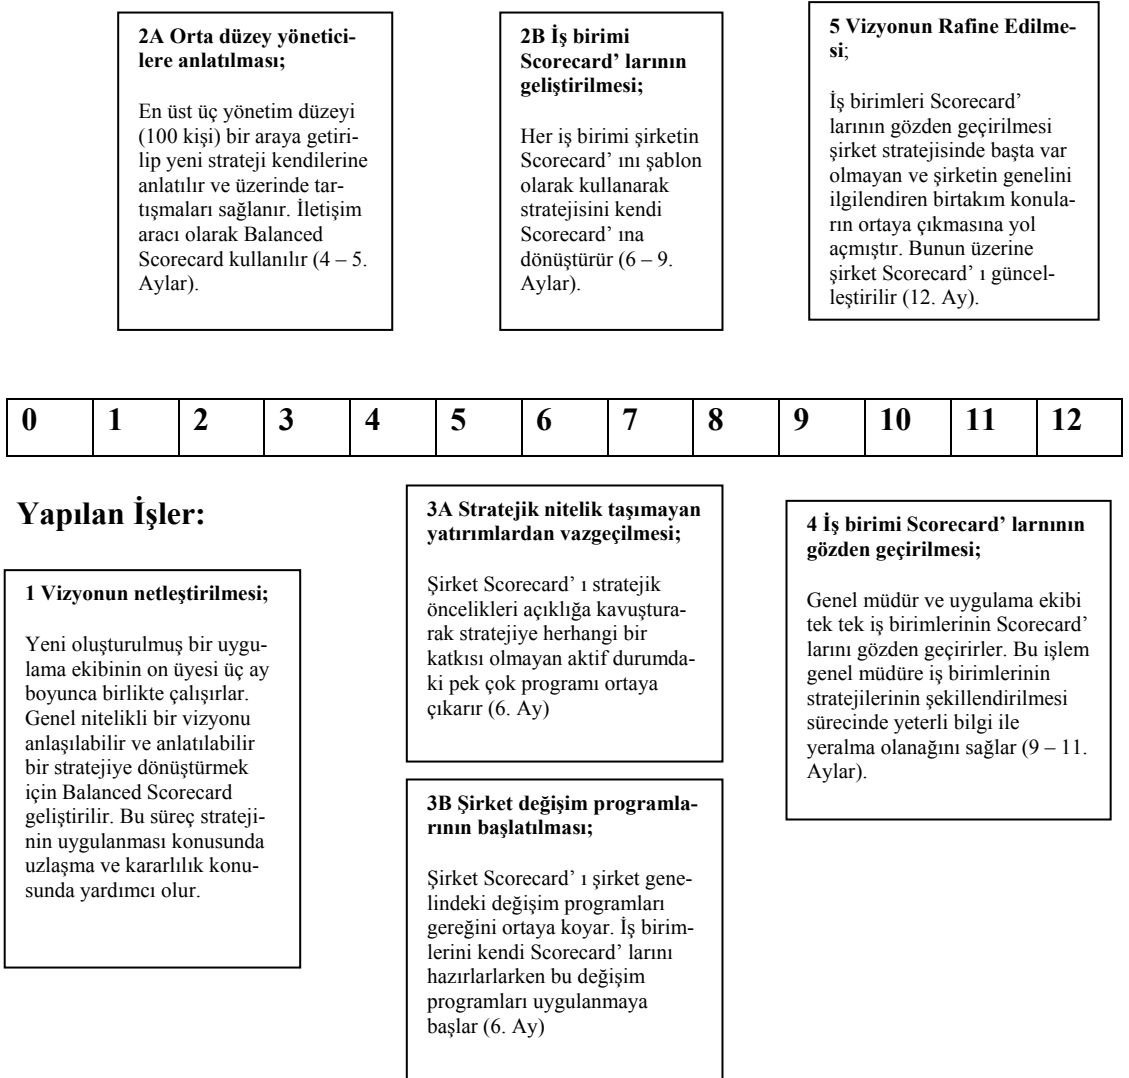 2A Orta düzey yönetici-
lere anlatılması;
En üst üç yönetim düzeyi
(100 kişi) bir araya getiri-
lip yeni strateji kendilerine
anlatılır ve üzerinde tar-
tışmaları sağlanır. İletişim
aracı olarak Balanced
Scorecard kullanılır (4 – 5.
Aylar).
2B İş birimi
Scorecard’ larının
geliştirilmesi;
Her iş birimi şirketin
Scorecard’ ını şablon
olarak kullanarak
stratejisini kendi
Scorecard’ ına
dönüştürür (6 – 9.
Aylar).
5 Vizyonun Rafine Edilme-
si;
İş birimleri Scorecard’
larının gözden geçirilmesi
şirket stratejisinde başta var
olmayan ve şirketin genelini
ilgilendiren birtakım konula-
rın ortaya çıkmasına yol
açmıştır. Bunun üzerine
şirket Scorecard’ ı güncel-
leştirilir (12. Ay).
0 1 2 3 4 5 6 7 8 9 10 11 12
Yapılan İşler:
1 Vizyonun netleştirilmesi;
Yeni oluşturulmuş bir uygu-
lama ekibinin on üyesi üç ay
boyunca birlikte çalışırlar.
Genel nitelikli bir vizyonu
anlaşılabilir ve anlatılabilir
bir stratejiye dönüştürmek
için Balanced Scorecard
geliştirilir. Bu süreç strateji-
nin uygulanması konusunda
uzlaşma ve kararlılık konu-
sunda yardımcı olur.
3A Stratejik nitelik taşımayan
yatırımlardan vazgeçilmesi;
Şirket Scorecard’ ı stratejik
öncelikleri açıklığa kavuştura-
rak stratejiye herhangi bir
katkısı olmayan aktif durumda-
ki pek çok programı ortaya
çıkarır (6. Ay)
3B Şirket değişim programla-
rının başlatılması;
Şirket Scorecard’ ı şirket gene-
lindeki değişim programları
gereğini ortaya koyar. İş birim-
lerini kendi Scorecard’ larını
hazırlarlarken bu değişim
programları uygulanmaya
başlar (6. Ay)
4 İş birimi Scorecard’ larnının
gözden geçirilmesi;
Genel müdür ve uygulama ekibi
tek tek iş birimlerinin Scorecard’
larını gözden geçirirler. Bu işlem
genel müdüre iş birimlerinin
stratejilerinin şekillendirilmesi
sürecinde yeterli bilgi ile
yeralma olanağını sağlar (9 – 11.
Aylar).